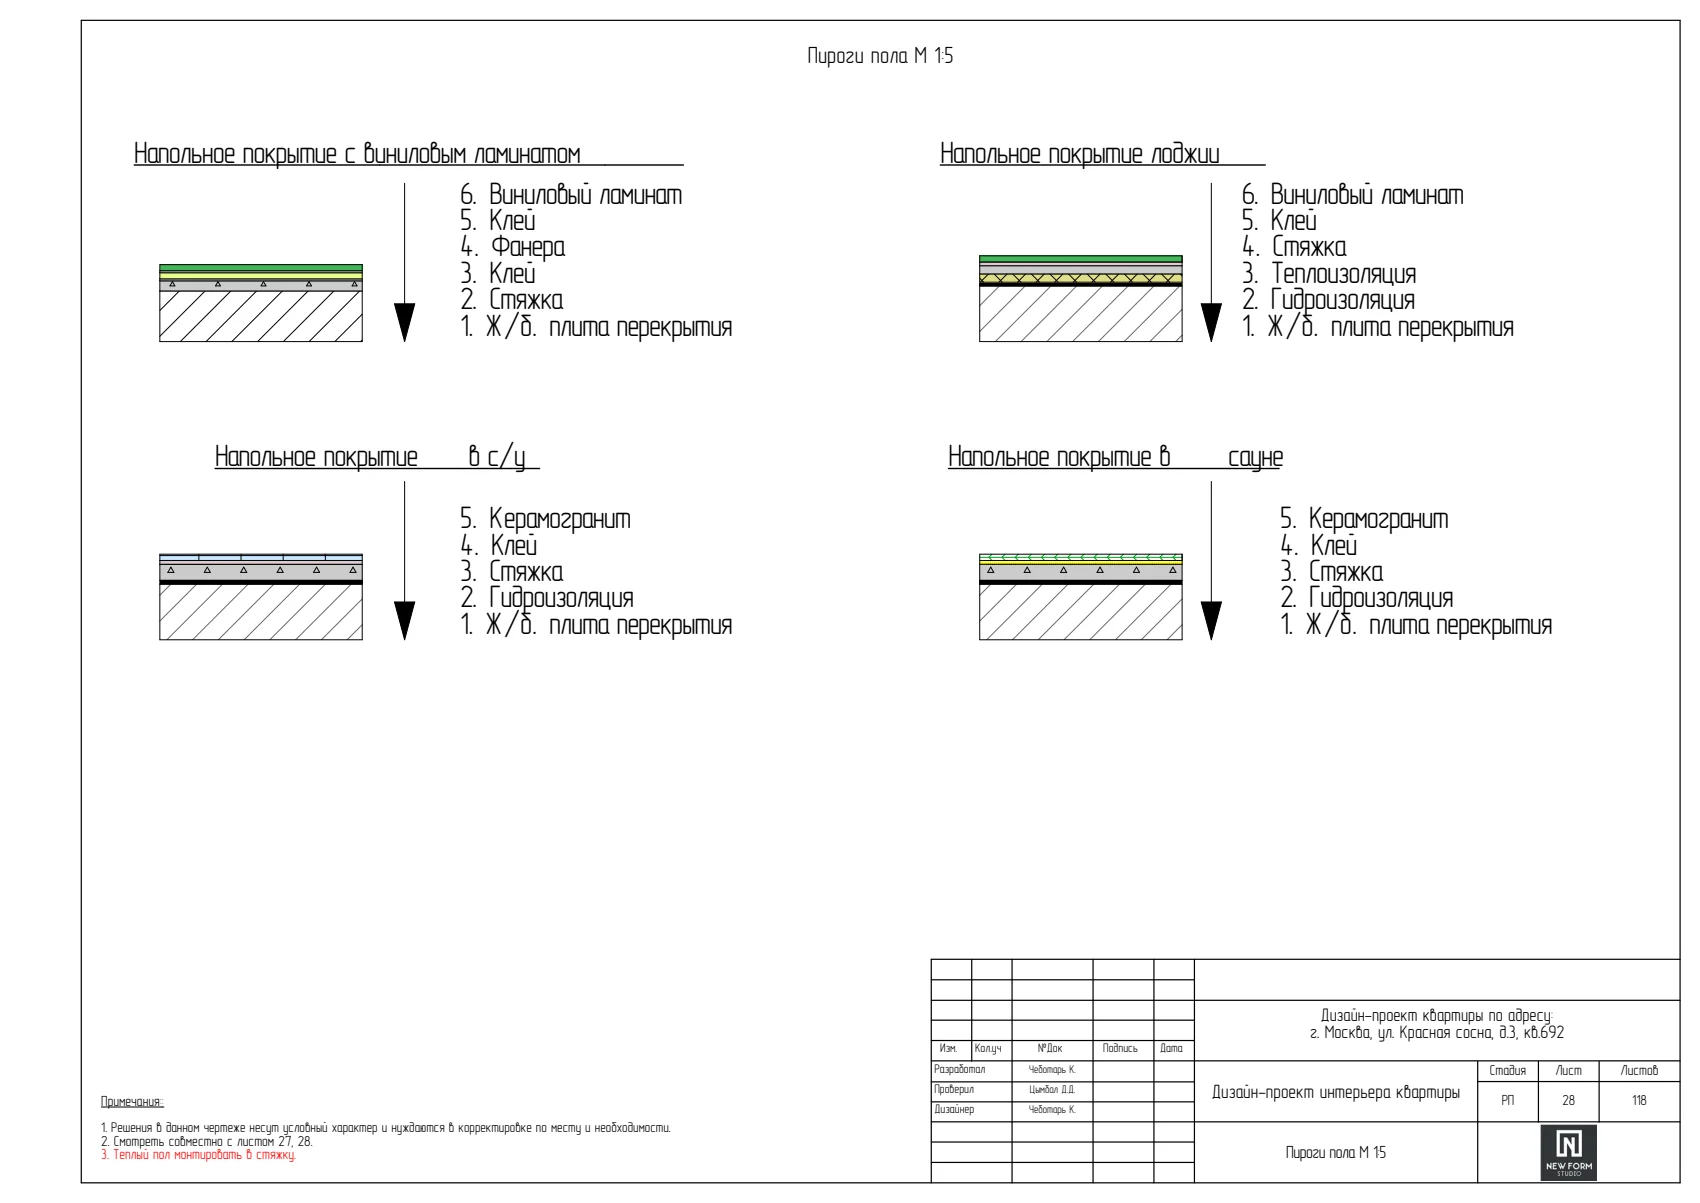 Пироги пола М 1:5
Напольное покрытие с виниловым ламинатом
6. Виниловый ламинат
5. Клей
4. Фанера
3. Клей
2. Стяжка
1. Ж/б. плита перекрытия
Напольное покрытие лоджии
6. Виниловый ламинат
5. Клей
4. Стяжка
3. Теплоизоляция
2. Гидроизоляция
1. Ж/б. плита перекрытия
Напольное покрытие в с/у
5. Керамогранит
4. Клей
3. Стяжка
2. Гидроизоляция
1. Ж/б. плита перекрытия
Напольное покрытие в сауне
5. Керамогранит
4. Клей
3. Стяжка
2. Гидроизоляция
1. Ж/б. плита перекрытия
Примечания:
1. Решения в данном чертеже несут условный характер и нуждаются в корректировке по месту и необходимости.
2. Смотреть совместно с листом 27, 28.
3. Теплый пол монтировать в стяжку.
Дизайн-проект квартиры по адресу:
г. Москва, ул. Красная сосна, д.3, кв.692
Изм. Кол.уч №Док Подпись Дата
Разработал Чеботарь К.
Проверил Цымбал Д.Д.
Дизайнер Чеботарь К.
Дизайн-проект интерьера квартиры
Стадия Лист Листов
РП 28 118
Пироги пола М 1:5
NEW FORM
STUDIO